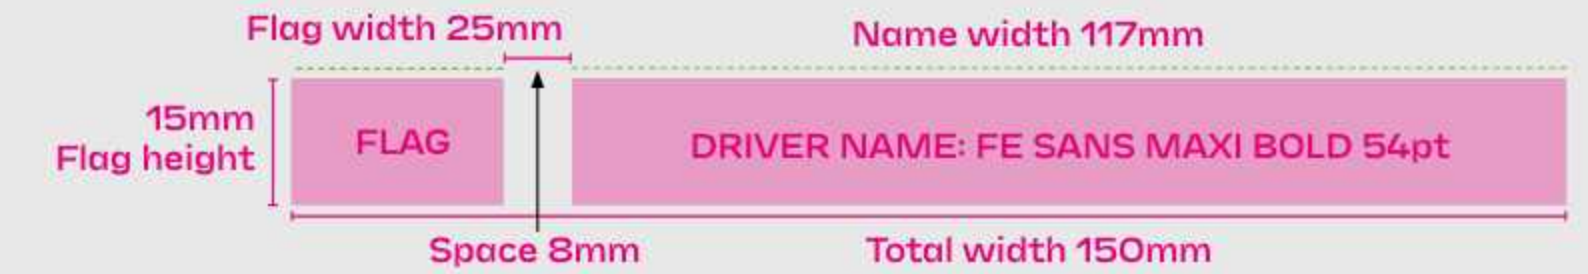 Flag width 25mm
Name width 117mm
15mm
Flag height
FLAG
DRIVER NAME: FE SANS MAXI BOLD 54pt
Space 8mm
Total width 150mm